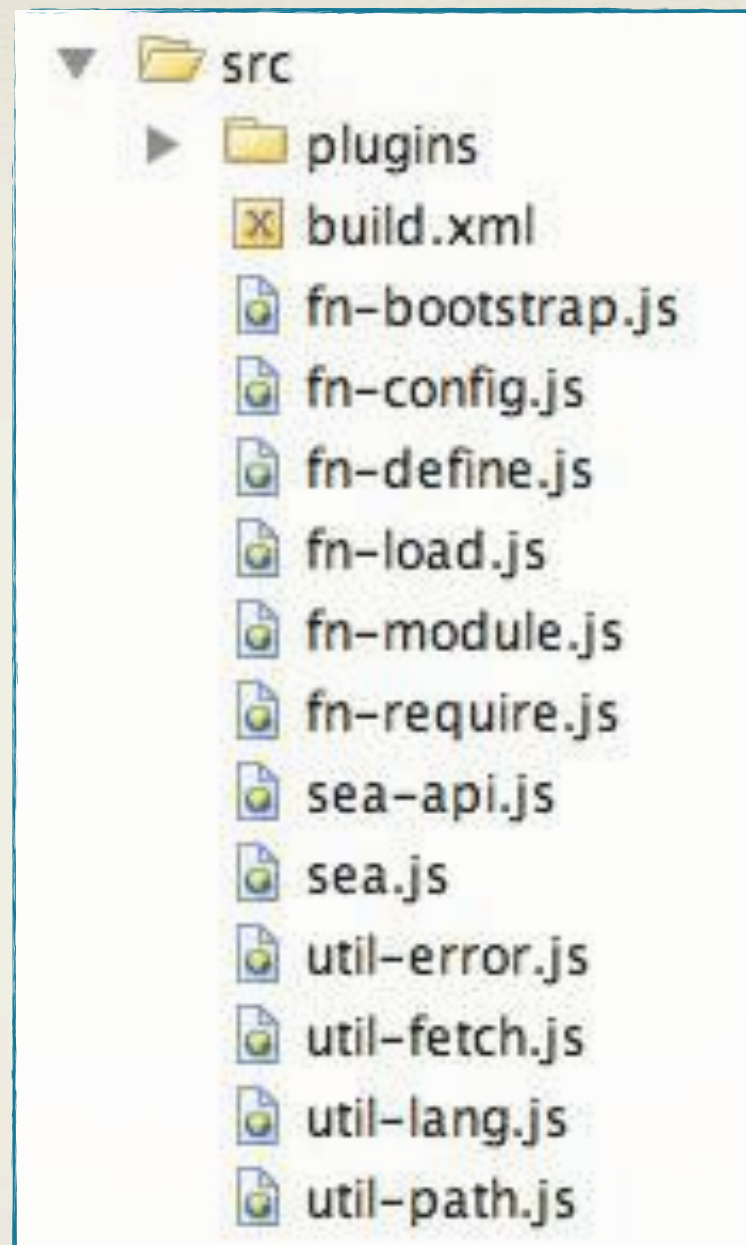 src
plugins
build.xml
fn-bootstrap.js
fn-config.js
fn-define.js
fn-load.js
fn-module.js
fn-require.js
sea-api.js
sea.js
util-error.js
util-fetch.js
util-lang.js
util-path.js